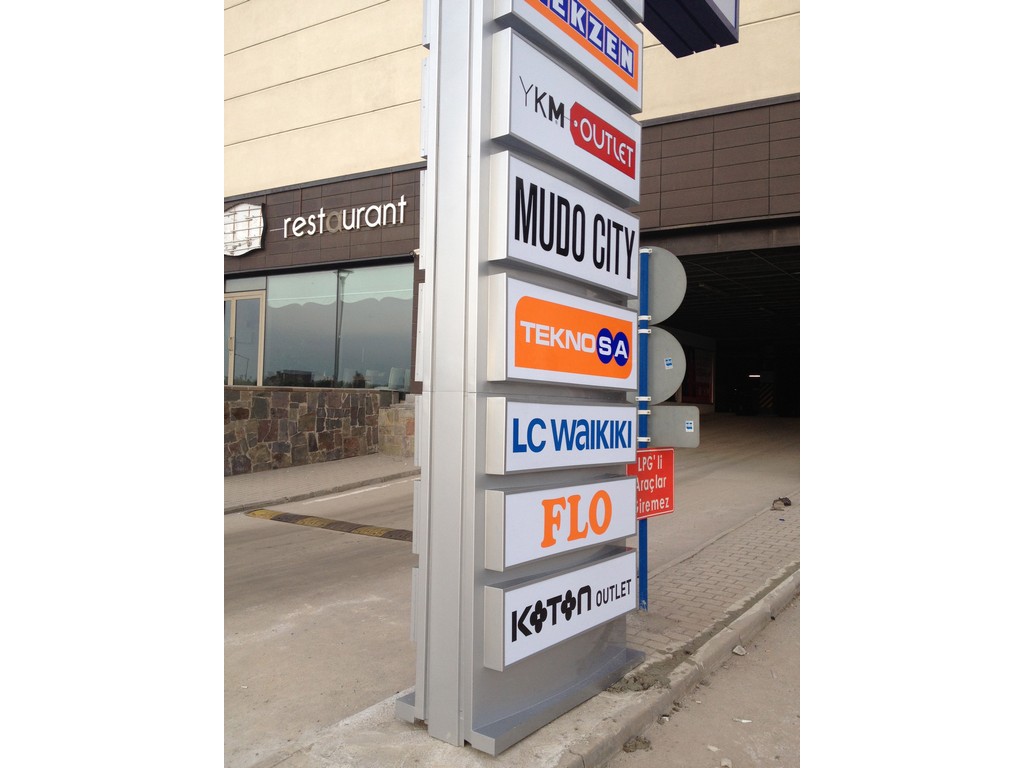 EKZEN
YKM OUTLET
MUDO CITY
TEKNOSA
LC WAIKIKI
FLO
KOTON OUTLET
restaurant
LPG'li
Araçlar
Giremez